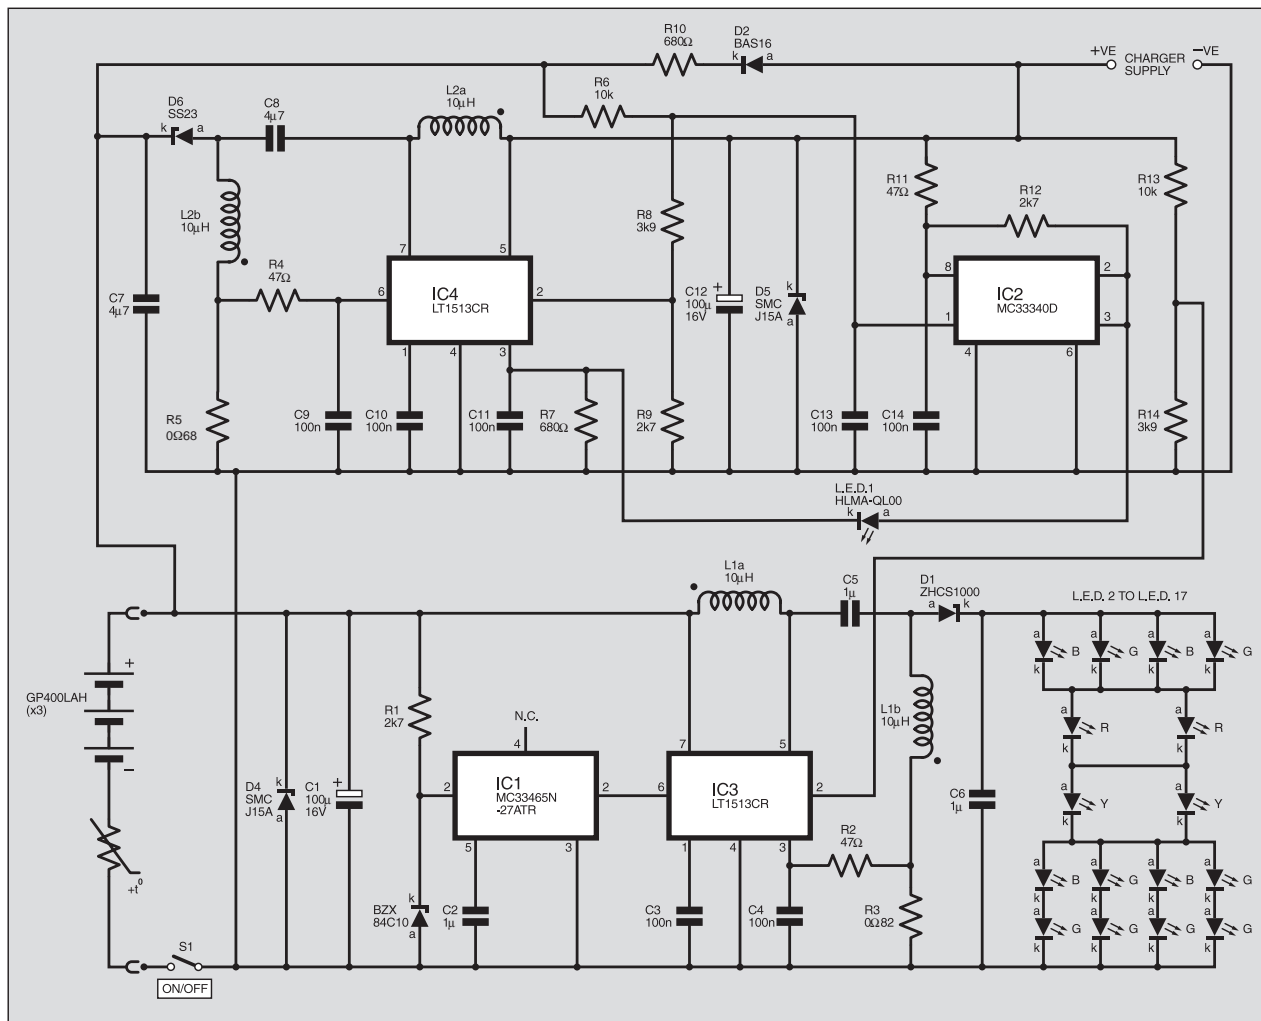 R10
680Ω
D2
BAS16
k a
+VE −VE
CHARGER
SUPPLY
R6
10k
D6
SS23
k a
C8
4µ7
L2a
10µH
R11
47Ω
R12
2k7
R13
10k
L2b
10µH
R8
3k9
R4
47Ω
7 5
6 2
IC4
LT1513CR
1 4 3
C7
4µ7
C12
100µ
16V
+
D5
SMC
J15A
k
a
8 2
1 3
IC2
MC33340D
4 6
R5
0Ω68
C9
100n
C10
100n
C11
100n
R7
680Ω
R9
2k7
C13
100n
C14
100n
R14
3k9
L.E.D.1
HLMA-QL00
k a
L1a
10µH
C5
1µ
D1
ZHCS1000
a k
L.E.D. 2 TO L.E.D. 17
a B a G a B a G
k k k k
GP400LAH
(x3)
+
−
R1
2k7
N.C.
L1b
10µH
a R a R
k k
4
2 2
IC1
MC33465N
-27ATR
5 3
7 5
6 2
IC3
LT1513CR
1 4 3
D4
SMC
J15A
k
a
C1
100µ
16V
+
C6
1µ
a Y a Y
k k
R2
47Ω
+t°
BZX
84C10
k
a
C2
1µ
C3
100n
C4
100n
R3
0Ω82
a B a G a B a G
k k k k
a G a G a G a G
k k k k
S1
ON/OFF